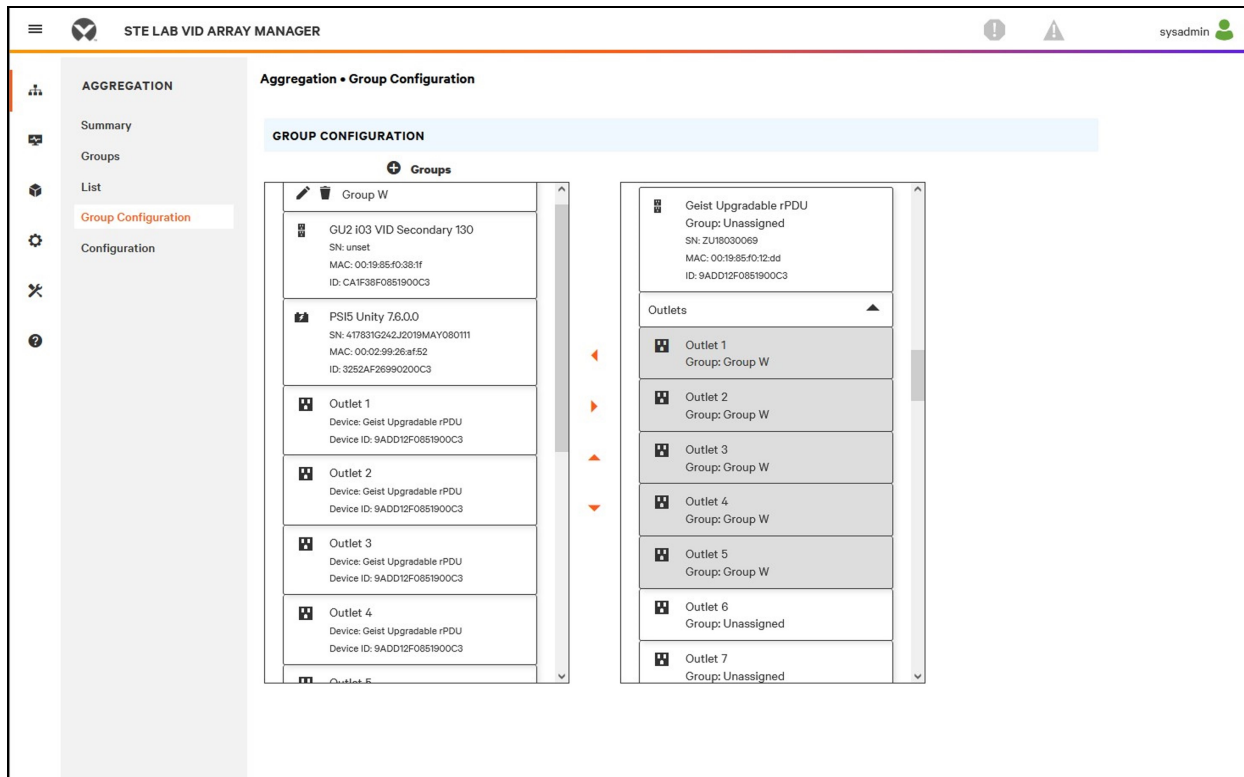 STE LAB VID ARRAY MANAGER
sysadmin
AGGREGATION
Summary
Groups
List
Group Configuration
Configuration
Aggregation • Group Configuration
GROUP CONFIGURATION
Groups
Group W
GU2 i03 VID Secondary 130
SN: unset
MAC: 00:19:85:f0:38:1f
ID: CA1F38F0851900C3
PSI5 Unity 7.6.0.0
SN: 417831G242J2019MAY080111
MAC: 00:02:99:26:af:52
ID: 3252AF26990200C3
Outlet 1
Device: Geist Upgradable rPDU
Device ID: 9ADD12F0851900C3
Outlet 2
Device: Geist Upgradable rPDU
Device ID: 9ADD12F0851900C3
Outlet 3
Device: Geist Upgradable rPDU
Device ID: 9ADD12F0851900C3
Outlet 4
Device: Geist Upgradable rPDU
Device ID: 9ADD12F0851900C3
Outlet 5
Geist Upgradable rPDU
Group: Unassigned
SN: ZU18030069
MAC: 00:19:85:f0:12:dd
ID: 9ADD12F0851900C3
Outlets
Outlet 1
Group: Group W
Outlet 2
Group: Group W
Outlet 3
Group: Group W
Outlet 4
Group: Group W
Outlet 5
Group: Group W
Outlet 6
Group: Unassigned
Outlet 7
Group: Unassigned